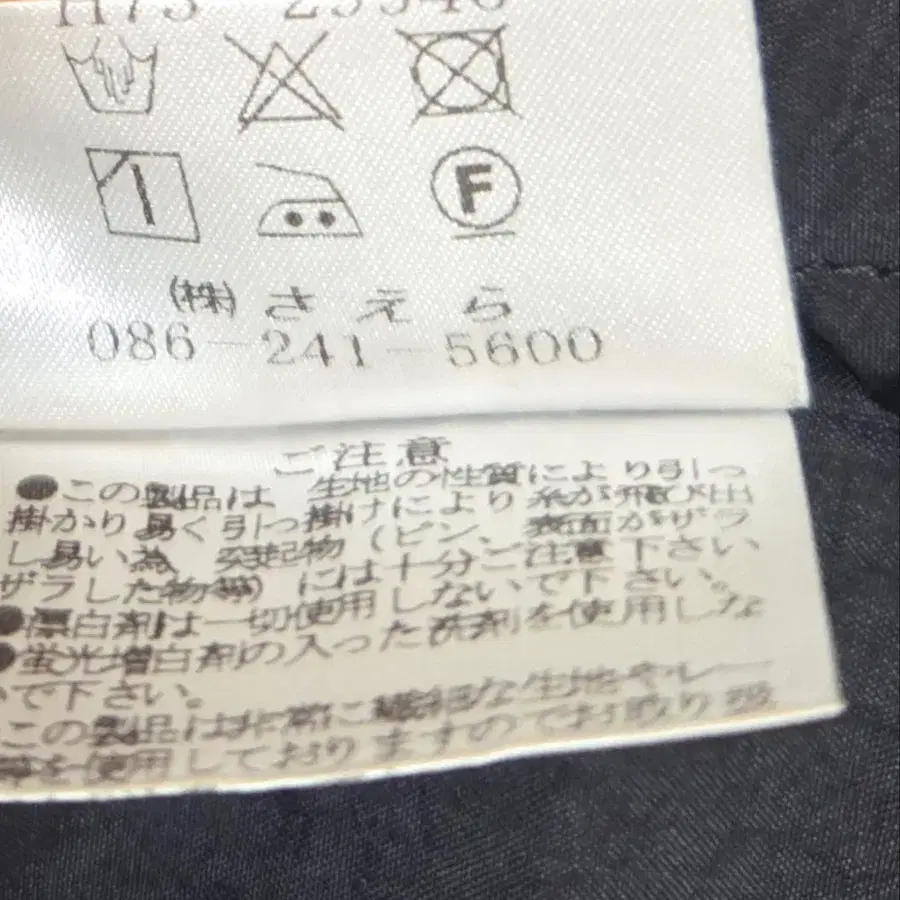 F
(株) さえら
086-241-5600
ご注意
●この製品は 生地の性質により引っ
掛かり易く引っ掛けにより糸が飛び出
し易い為、突起物(ピン、表面がザラ
ザラした物等)には十分ご注意下さい。
●漂白剤は一切使用しないで下さい。
●蛍光増白剤の入った洗剤を使用しな
いで下さい。
この製品は非常に繊細な生地やレー
等を使用しておりますのでお取り扱